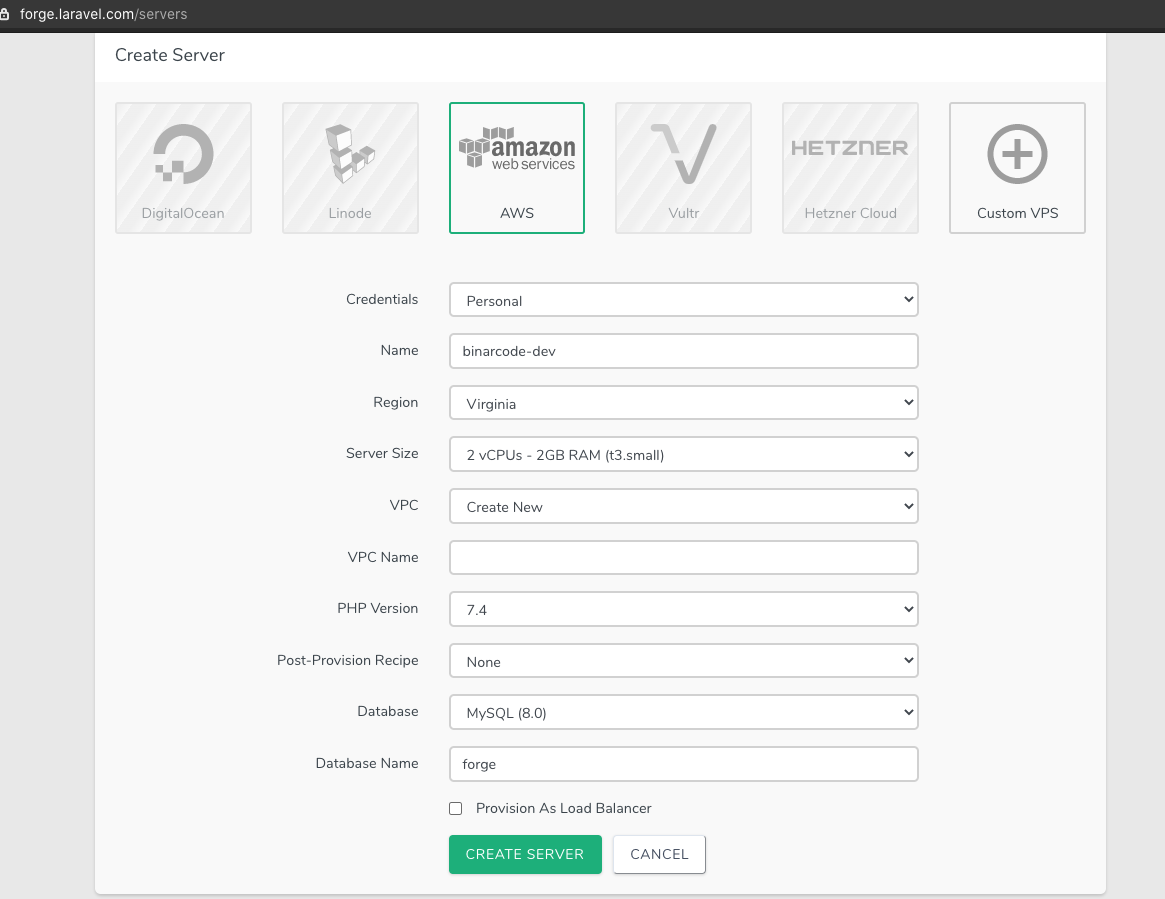 forge.laravel.com/servers
Create Server
amazon
web services
HETZNER
DigitalOcean
Linode
AWS
Vultr
Hetzner Cloud
Custom VPS
Credentials Personal
Name binarcode-dev
Region Virginia
Server Size 2 vCPUs - 2GB RAM (t3.small)
VPC Create New
VPC Name
PHP Version 7.4
Post-Provision Recipe None
Database MySQL (8.0)
Database Name forge
Provision As Load Balancer
CREATE SERVER CANCEL